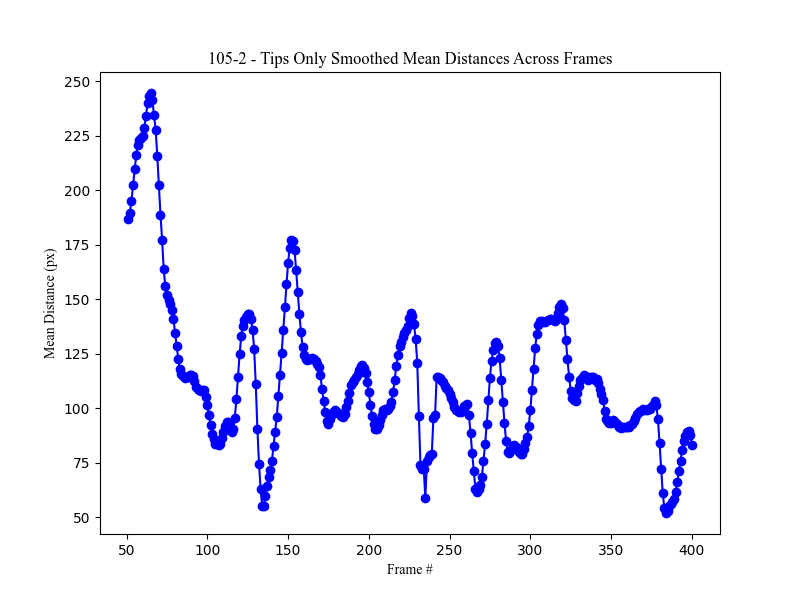 105-2 - Tips Only Smoothed Mean Distances Across Frames
250
225
200
175
150
125
100
75
50
Mean Distance (px)
50 100 150 200 250 300 350 400
Frame #